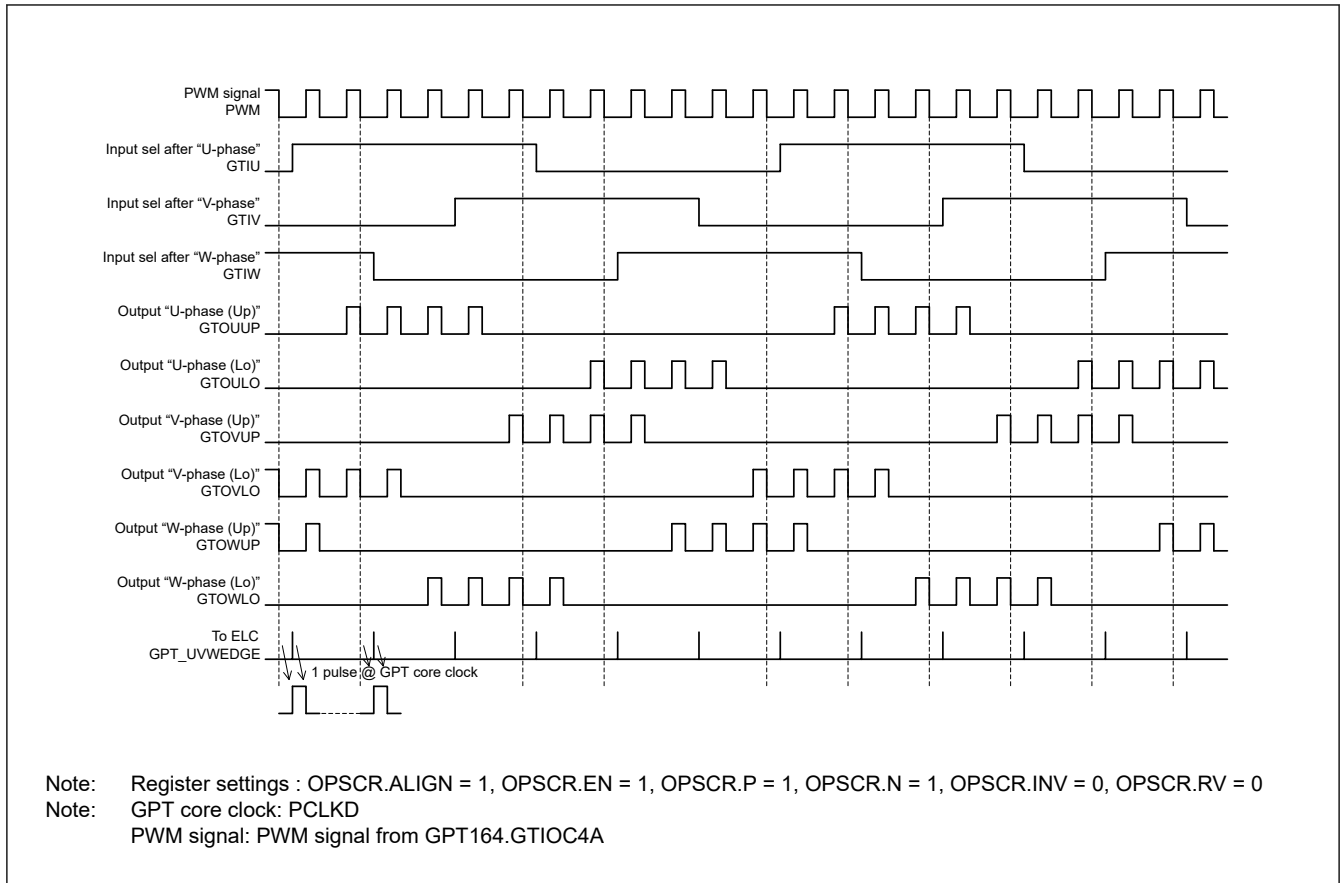 PWM signal
PWM
Input sel after “U-phase”
GTIU
Input sel after “V-phase”
GTIV
Input sel after “W-phase”
GTIW
Output “U-phase (Up)”
GTOUUP
Output “U-phase (Lo)”
GTOULO
Output “V-phase (Up)”
GTOVUP
Output “V-phase (Lo)”
GTOVLO
Output “W-phase (Up)”
GTOWUP
Output “W-phase (Lo)”
GTOWLO
To ELC
GPT_UVWEDGE
1 pulse @ GPT core clock
Note: Register settings : OPSCR.ALIGN = 1, OPSCR.EN = 1, OPSCR.P = 1, OPSCR.N = 1, OPSCR.INV = 0, OPSCR.RV = 0
Note: GPT core clock: PCLKD
PWM signal: PWM signal from GPT164.GTIOC4A